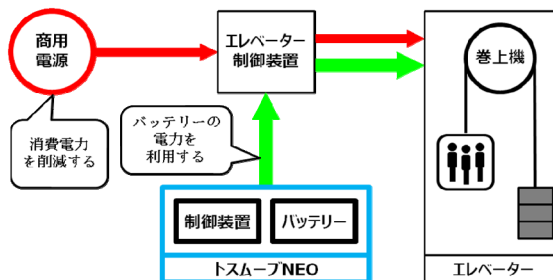 商用
電源
エレベーター
制御装置
巻上機
消費電力
を削減する
バッテリーの
電力を
利用する
制御装置
バッテリー
トスムーブNEO
エレベーター